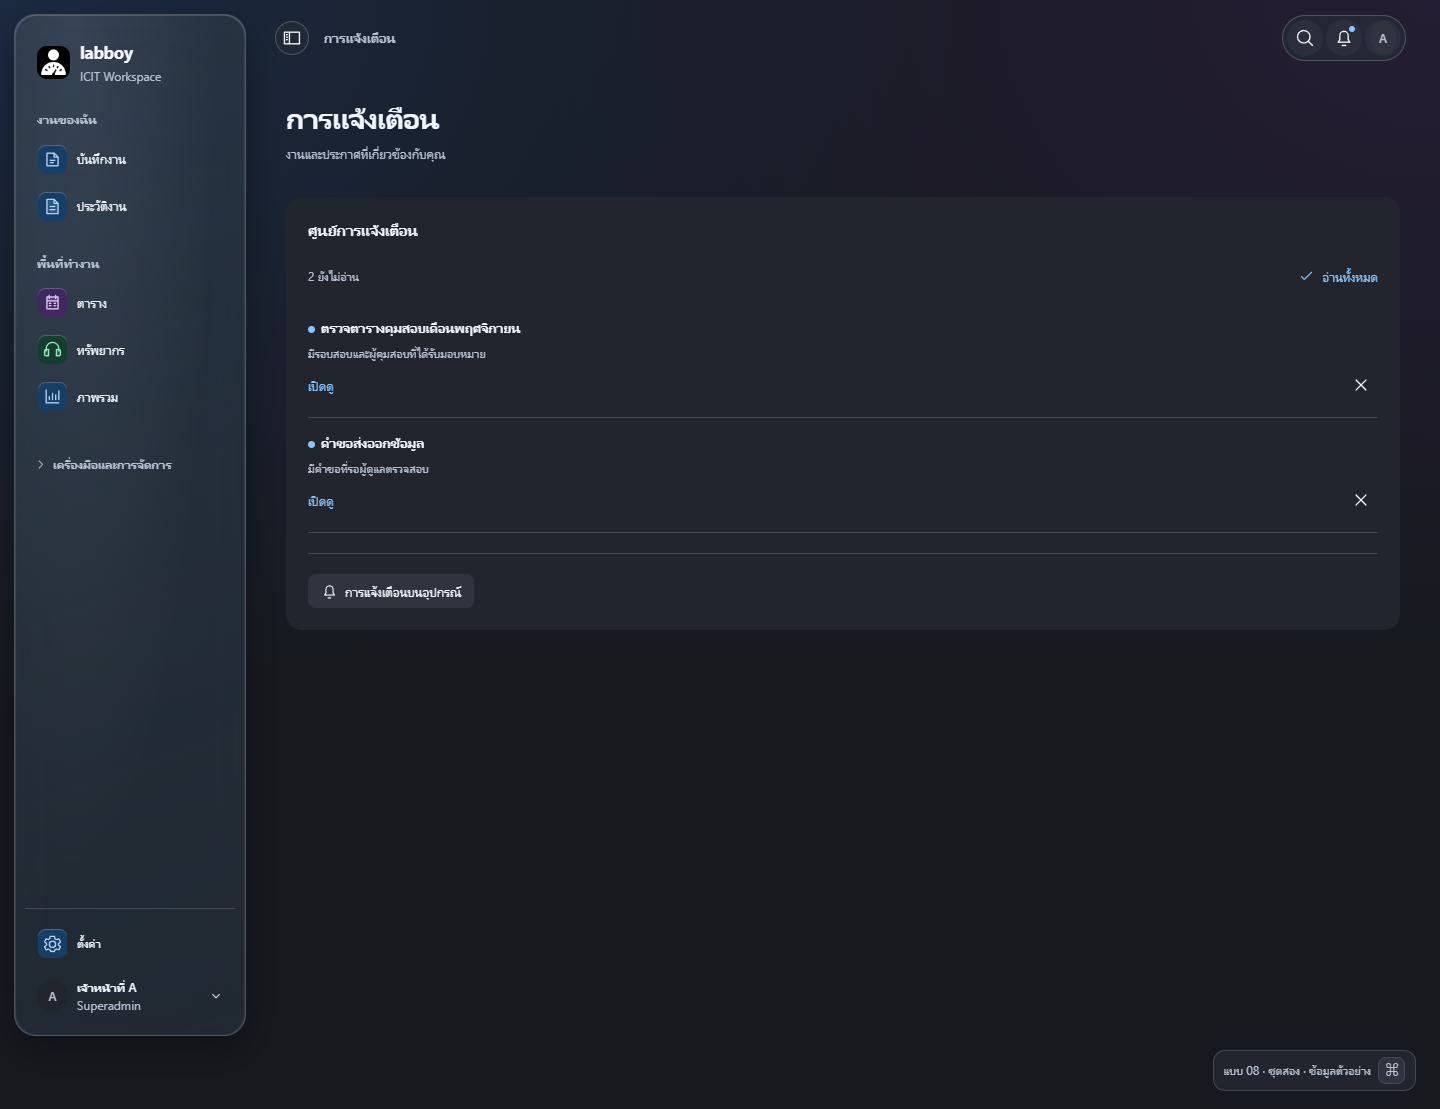 labboy
ICIT Workspace
งานของฉัน
บันทึกงาน
ประวัติงาน
พื้นที่ทำงาน
ตาราง
ทรัพยากร
ภาพรวม
เครื่องมือและการจัดการ
ตั้งค่า
A
เจ้าหน้าที่ A
Superadmin
การแจ้งเตือน
A
การแจ้งเตือน
งานและประกาศที่เกี่ยวข้องกับคุณ
ศูนย์การแจ้งเตือน
2 ยังไม่อ่าน
อ่านทั้งหมด
ตรวจตารางคุมสอบเดือนพฤศจิกายน
มีรอบสอบและผู้คุมสอบที่ได้รับมอบหมาย
เปิดดู
คำขอส่งออกข้อมูล
มีคำขอที่รอผู้ดูแลตรวจสอบ
เปิดดู
การแจ้งเตือนบนอุปกรณ์
แบบ 08 · ชุดสอง · ข้อมูลตัวอย่าง ⌘